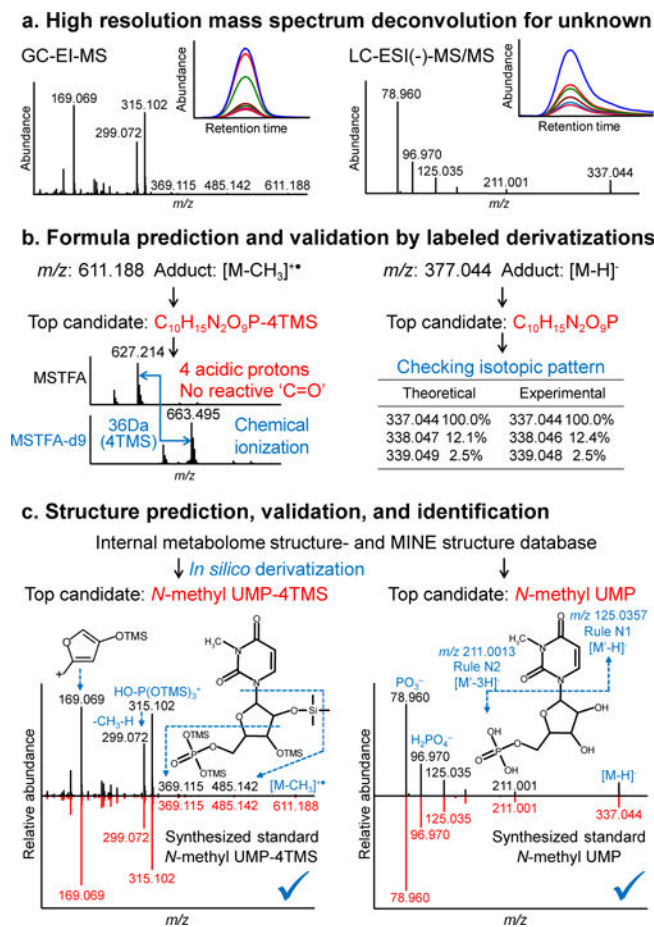 a. High resolution mass spectrum deconvolution for unknown
GC-EI-MS
Abundance
169.069
315.102
299.072
369.115 485.142 611.188
m/z
Abundance
Retention time
LC-ESI(-)-MS/MS
Abundance
78.960
96.970
125.035
211.001
337.044
m/z
Abundance
Retention time
b. Formula prediction and validation by labeled derivatizations
m/z: 611.188 Adduct: [M-CH₃]⁺•
Top candidate: C₁₀H₁₅N₂O₉P-4TMS
627.214
MSTFA
4 acidic protons
No reactive 'C=O'
663.495
MSTFA-d9
36Da
(4TMS)
Chemical
ionization
m/z
m/z: 377.044 Adduct: [M-H]⁻
Top candidate: C₁₀H₁₅N₂O₉P
Checking isotopic pattern
Theoretical Experimental
337.044 100.0% 337.044 100.0%
338.047 12.1% 338.046 12.4%
339.049 2.5% 339.048 2.5%
c. Structure prediction, validation, and identification
Internal metabolome structure- and MINE structure database
In silico derivatization
Top candidate: N-methyl UMP-4TMS
OTMS
+
169.069
HO-P(OTMS)₃⁺
315.102
-CH₃-H
299.072
H₃C
N
O
N
O
O
O
Si
OTMS
OTMS
O
P
O
OTMS
[M-CH₃]⁺•
369.115 485.142
369.115 485.142 611.188
299.072
315.102
169.069
Synthesized standard
N-methyl UMP-4TMS
Relative abundance
m/z
Top candidate: N-methyl UMP
m/z 125.0357
Rule N1
[M'-H]⁻
m/z 211.0013
Rule N2
[M'-3H]⁻
H₃C
N
O
N
O
O
OH
OH
OH
O
P
O
OH
PO₃⁻
78.960
H₂PO₄⁻
96.970
125.035
211.001
[M-H]⁻
125.035
211.001
337.044
96.970
78.960
Synthesized standard
N-methyl UMP
Relative abundance
m/z